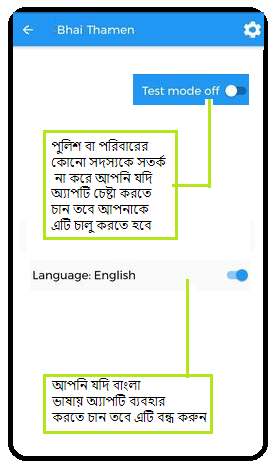 Bhai Thamen
Test mode off
পুলিশ বা পরিবারের
কোনো সদস্যকে সতর্ক
না করে আপনি যদি
অ্যাপটি চেষ্টা করতে
চান তবে আপনাকে
এটি চালু করতে হবে
Language: English
আপনি যদি বাংলা
ভাষায় অ্যাপটি ব্যবহার
করতে চান তবে এটি বন্ধ করুন